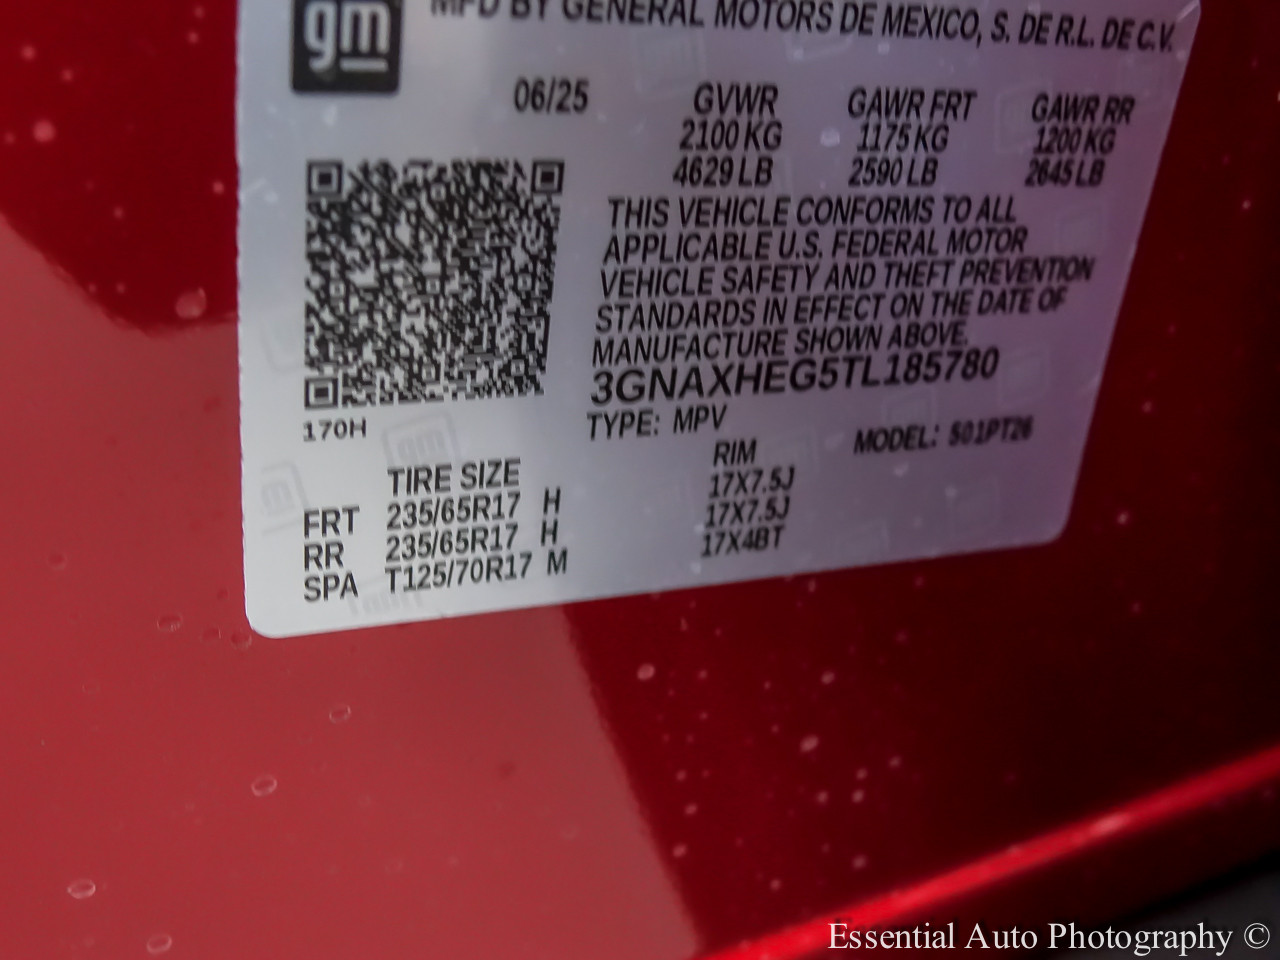 gm
MFD BY GENERAL MOTORS DE MEXICO, S. DE R.L. DE C.V.
06/25 GVWR GAWR FRT GAWR RR
2100 KG 1175 KG 1200 KG
4629 LB 2590 LB 2645 LB
THIS VEHICLE CONFORMS TO ALL
APPLICABLE U.S. FEDERAL MOTOR
VEHICLE SAFETY AND THEFT PREVENTION
STANDARDS IN EFFECT ON THE DATE OF
MANUFACTURE SHOWN ABOVE.
3GNAXHEG5TL185780
170H
TYPE: MPV MODEL: 501PT26
TIRE SIZE RIM
FRT 235/65R17 H 17X7.5J
RR 235/65R17 H 17X7.5J
SPA T125/70R17 M 17X4BT
Essential Auto Photography ©